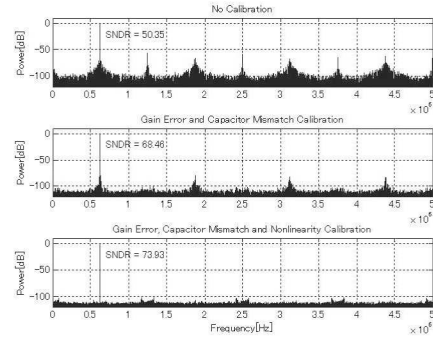 No Calibration
Power[dB]
0
-50
-100
SNDR = 50.35
0 0.5 1 1.5 2 2.5 3 3.5 4 4.5 5
× 10⁶
Gain Error and Capacitor Mismatch Calibration
Power[dB]
0
-50
-100
SNDR = 68.46
0 0.5 1 1.5 2 2.5 3 3.5 4 4.5 5
× 10⁶
Gain Error, Capacitor Mismatch and Nonlinearity Calibration
Power[dB]
0
-50
-100
SNDR = 73.93
0 0.5 1 1.5 2 2.5 3 3.5 4 4.5 5
Frequency[Hz]
× 10⁶